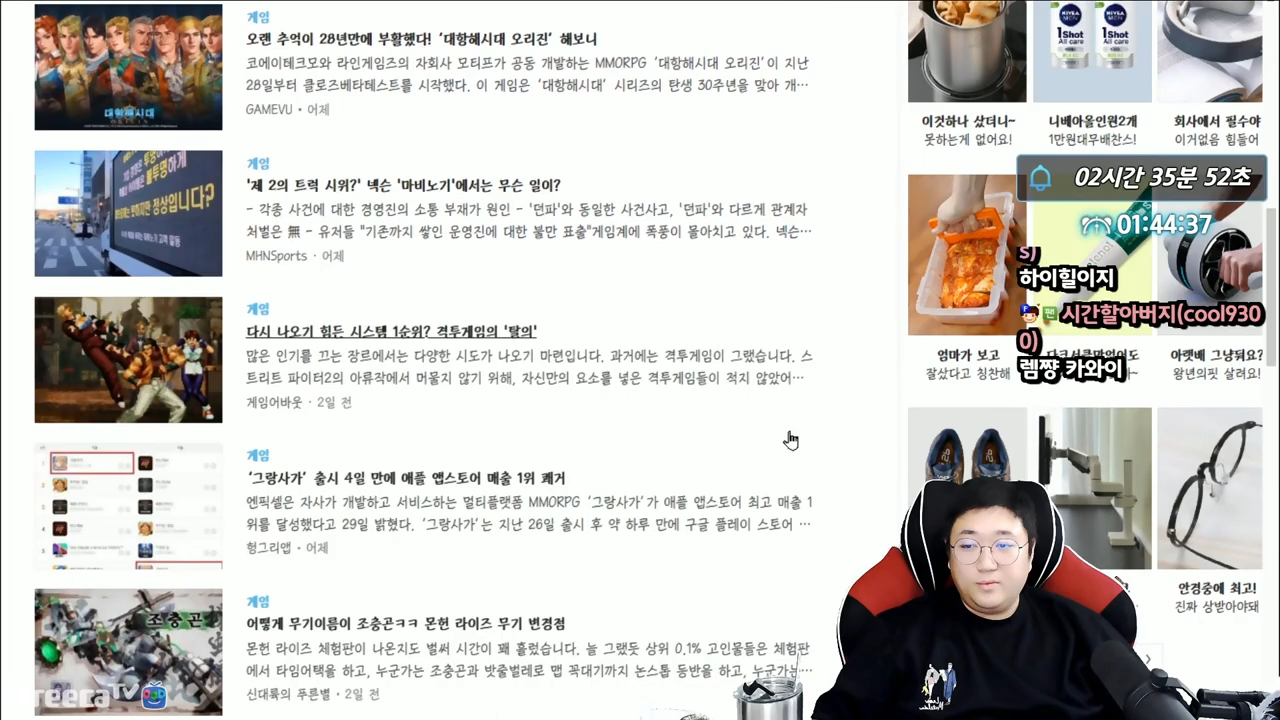 게임
오랜 추억이 28년만에 부활했다! ‘대항해시대 오리진’ 해보니
코에이테크모와 라인게임즈의 자회사 모티프가 공동 개발하는 MMORPG ‘대항해시대 오리진’이 지난
28일부터 클로즈베타테스트를 시작했다. 이 게임은 ‘대항해시대’ 시리즈의 탄생 30주년을 맞아 개…
GAMEVU • 어제
대항해시대
게임
'제 2의 트럭 시위?' 넥슨 '마비노기'에서는 무슨 일이?
- 각종 사건에 대한 경영진의 소통 부재가 원인 - '던파'와 동일한 사건사고, '던파'와 다르게 관계자
처벌은 無 - 유저들 "기존까지 쌓인 운영진에 대한 불만 표출"게임계에 폭풍이 몰아치고 있다. 넥슨…
MHNSports • 어제
게임
다시 나오기 힘든 시스템 1순위? 격투게임의 '탈의'
많은 인기를 끄는 장르에서는 다양한 시도가 나오기 마련입니다. 과거에는 격투게임이 그랬습니다. 스
트리트 파이터2의 아류작에서 머물지 않기 위해, 자신만의 요소를 넣은 격투게임들이 적지 않았어…
게임어바웃 • 2일 전
게임
‘그랑사가’ 출시 4일 만에 애플 앱스토어 매출 1위 쾌거
엔픽셀은 자사가 개발하고 서비스하는 멀티플랫폼 MMORPG ‘그랑사가’가 애플 앱스토어 최고 매출 1
위를 달성했다고 29일 밝혔다. ‘그랑사가’는 지난 26일 출시 후 약 하루 만에 구글 플레이 스토어 …
헝그리앱 • 어제
게임
어떻게 무기이름이 조충곤ㅋㅋ 몬헌 라이즈 무기 변경점
몬헌 라이즈 체험판이 나온지도 벌써 시간이 꽤 흘렀습니다. 늘 그랬듯 상위 0.1% 고인물들은 체험판
에서 타임어택을 하고, 누군가는 조충곤과 밧줄벌레로 맵 꼭대기까지 논스톱 등반을 하고, 누군가는…
신대륙의 푸른별 • 2일 전
조충곤
freecaTV
NIVEA
MEN
1Shot
All care
NIVEA
MEN
1Shot
All care
이것하나 샀더니~
못하는게 없어요!
니베아올인원2개
1만원대무배찬스!
회사에서 필수야
이거없음 힘들어
02시간 35분 52초
01:44:37
S)
하이힐이지
팬 시간할아버지(cool930
0)
렘쨩 카와이
엄마가 보고
잘샀다고 칭찬해
아랫배 그냥둬요?
왕년의핏 살려요!
안경중에 최고!
진짜 상받아야돼